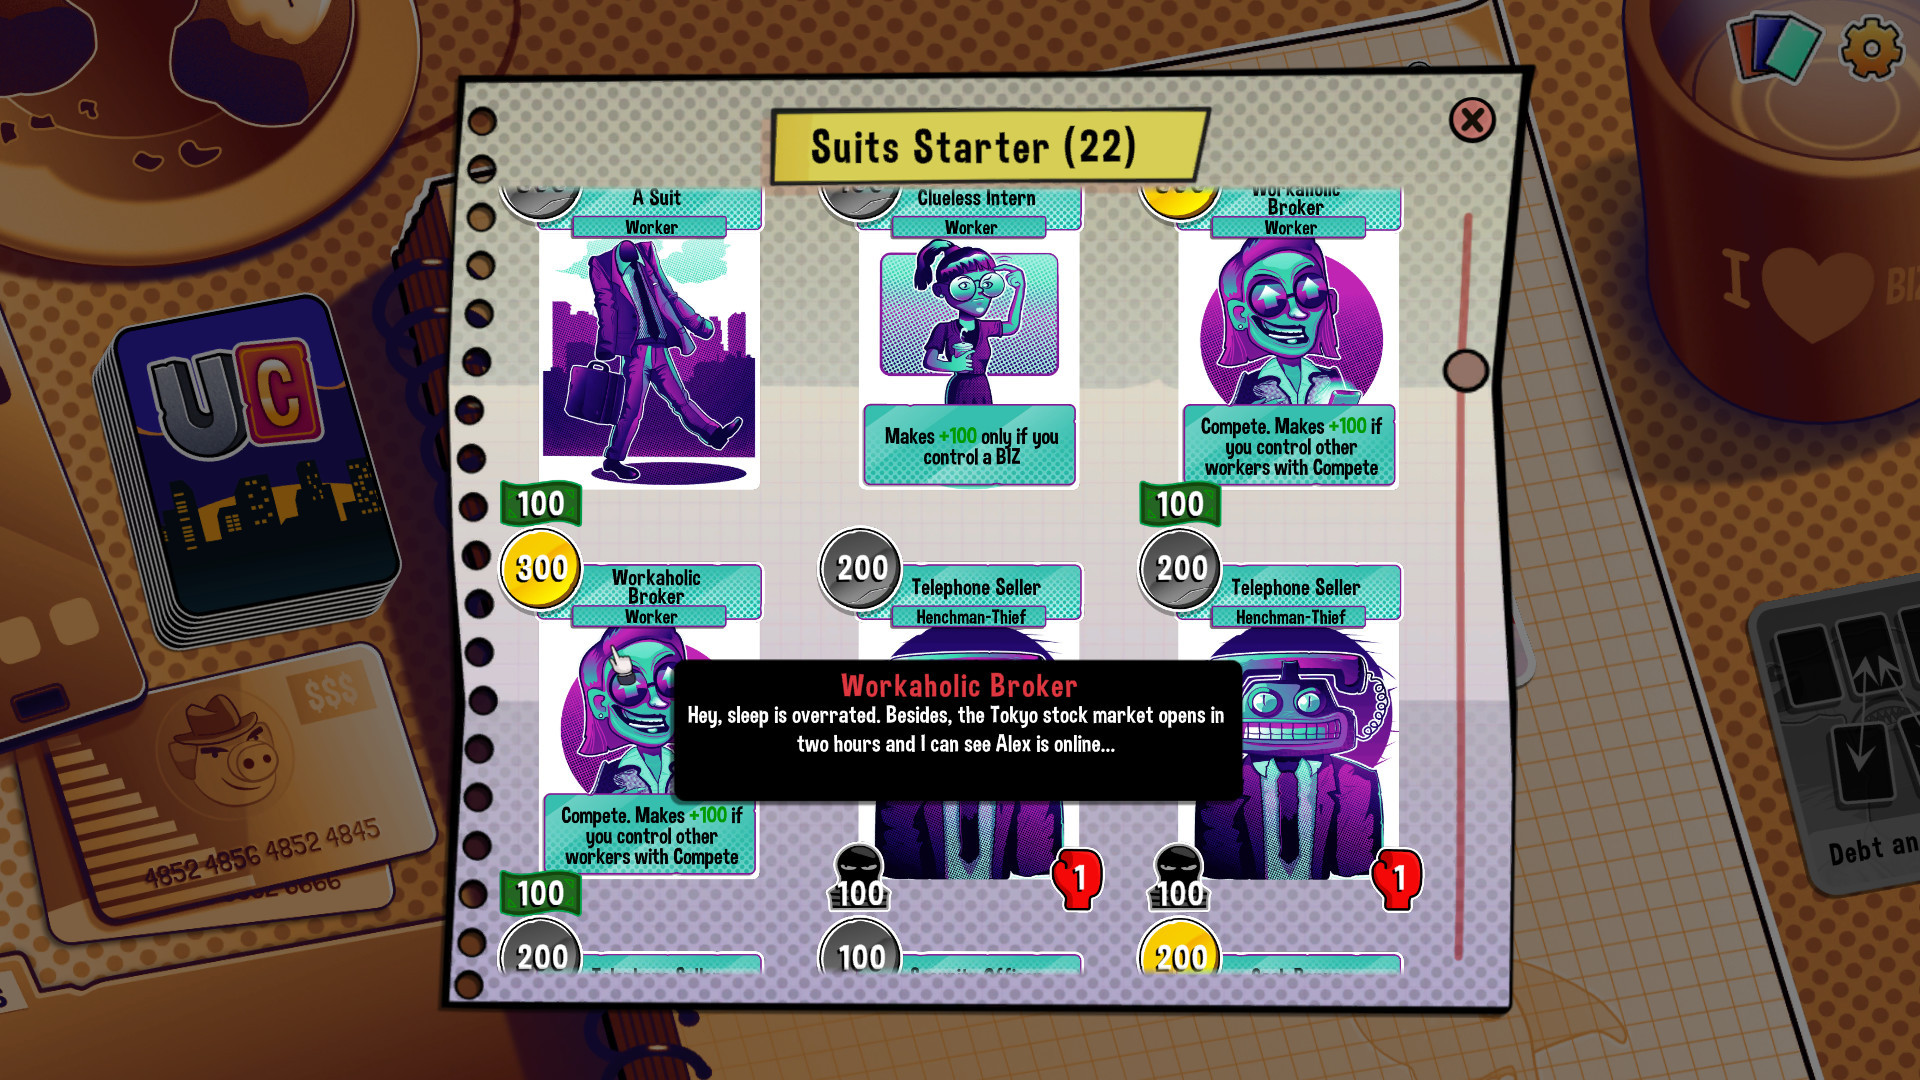 Suits Starter (22)
A Suit
Worker
Clueless Intern
Worker
Workaholic
Broker
Worker
Makes +100 only if you
control a BIZ
Compete. Makes +100 if
you control other
workers with Compete
100
100
300
Workaholic
Broker
Worker
200
Telephone Seller
Henchman-Thief
200
Telephone Seller
Henchman-Thief
Workaholic Broker
Hey, sleep is overrated. Besides, the Tokyo stock market opens in
two hours and I can see Alex is online...
Compete. Makes +100 if
you control other
workers with Compete
100
100
1
100
1
200
100
200
UC
$$$
4852 4856 4852 4845
6666
I
BIZ
Debt an